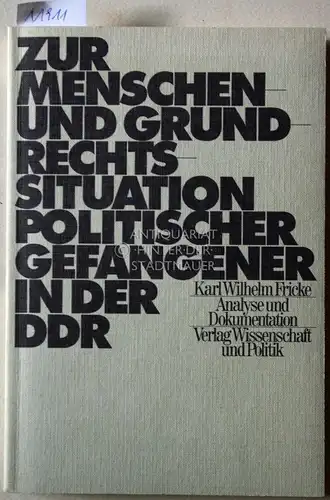 11911
ZUR
MENSCHEN-
UND GRUND-
RECHTS-
SITUATION
POLITISCHER
ANTIQUARIAT
HINTER DER
STADTMAUER
GEFANGENER
IN DER
DDR
Karl Wilhelm Fricke
Analyse und
Dokumentation
Verlag Wissenschaft
und Politik